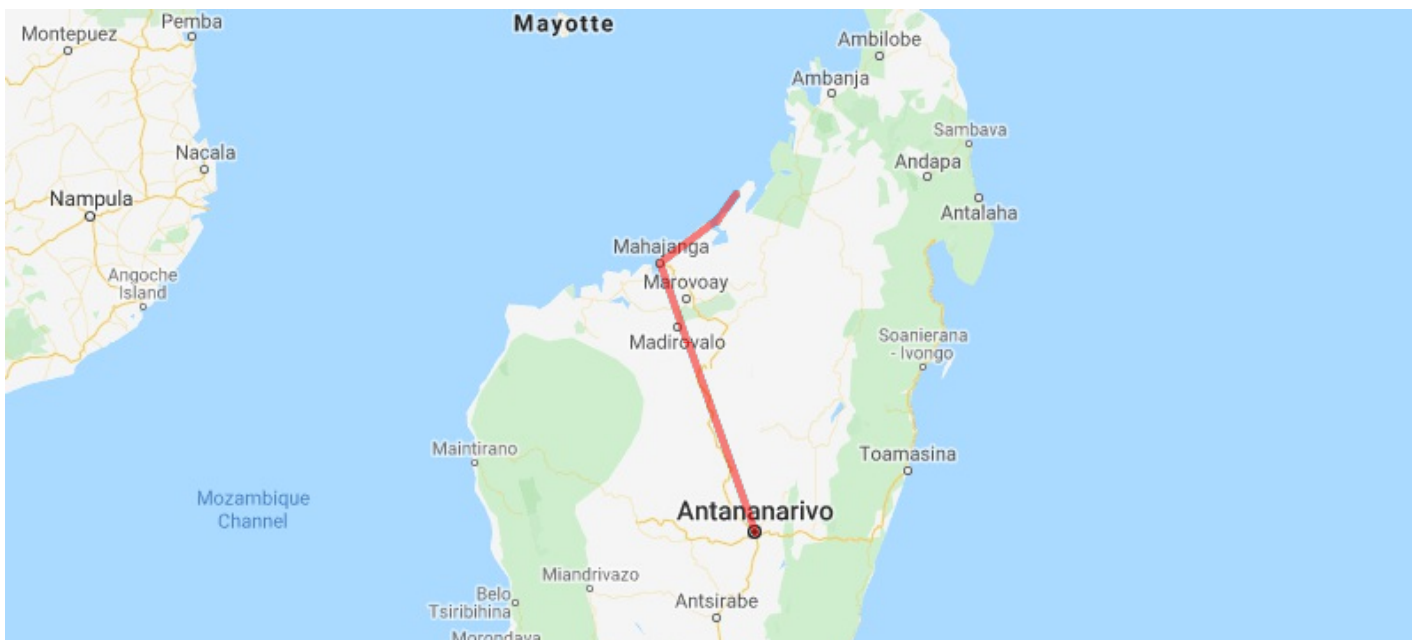 Mayotte
Montepuez
Pemba
Ambilobe
Ambanja
Sambava
Nacala
Andapa
Nampula
Antalaha
Mahajanga
Angoche
Island
Marovoay
Madirovalo
Soanierana
- Ivongo
Maintirano
Toamasina
Mozambique
Channel
Antananarivo
Miandrivazo
Belo
Tsiribihina
Antsirabe
Morondava